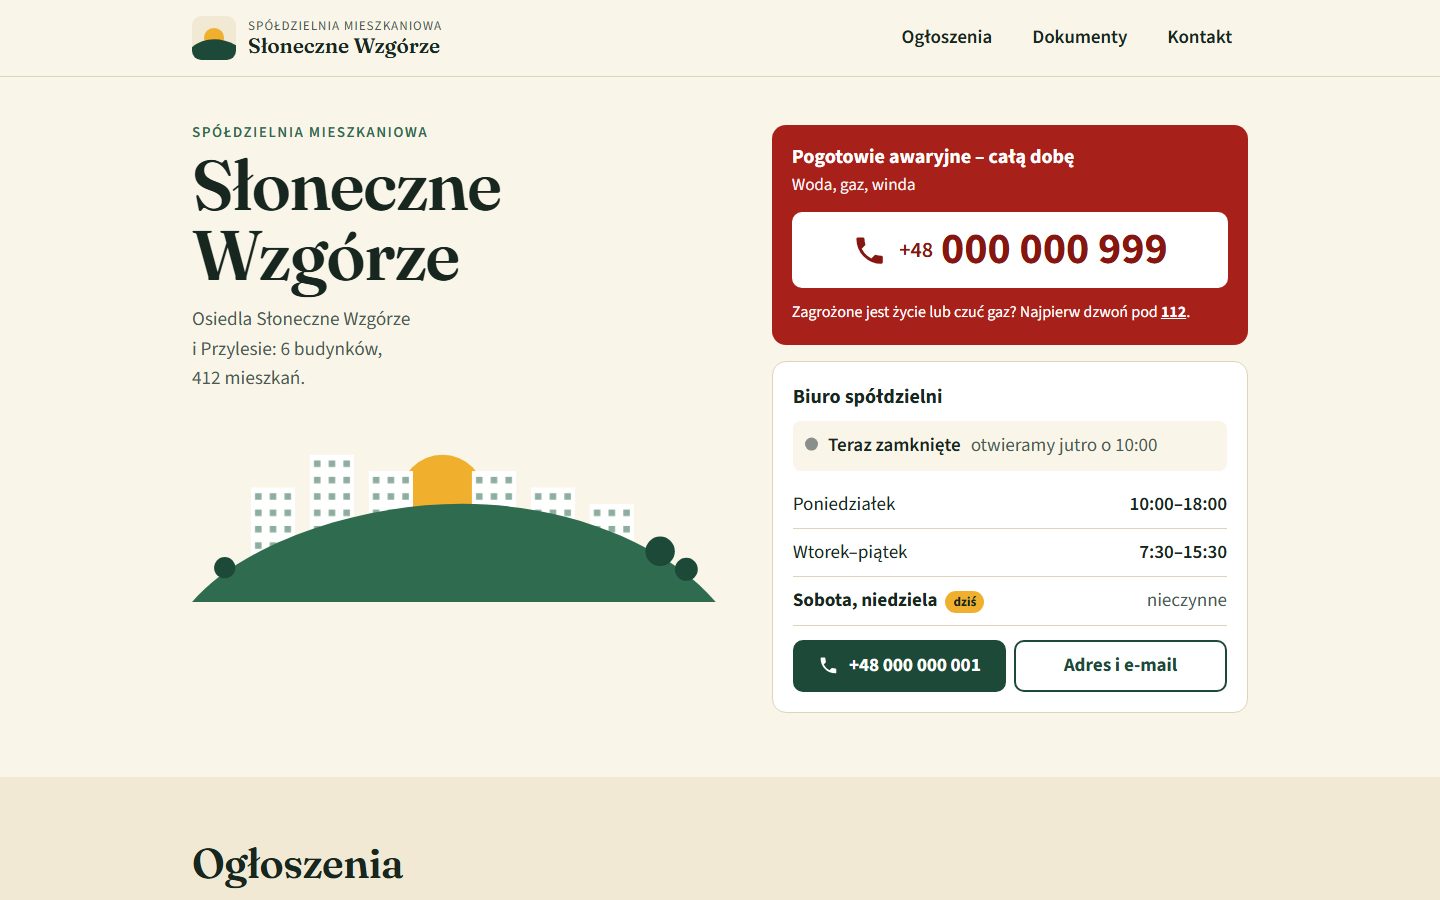 SPÓŁDZIELNIA MIESZKANIOWA
Słoneczne Wzgórze
Ogłoszenia
Dokumenty
Kontakt
SPÓŁDZIELNIA MIESZKANIOWA
Słoneczne
Wzgórze
Osiedla Słoneczne Wzgórze
i Przylesie: 6 budynków,
412 mieszkań.
Pogotowie awaryjne – całą dobę
Woda, gaz, winda
+48 000 000 999
Zagrożone jest życie lub czuć gaz? Najpierw dzwoń pod 112.
Biuro spółdzielni
Teraz zamknięte otwieramy jutro o 10:00
Poniedziałek 10:00–18:00
Wtorek–piątek 7:30–15:30
Sobota, niedziela dziś nieczynne
+48 000 000 001
Adres i e-mail
Ogłoszenia